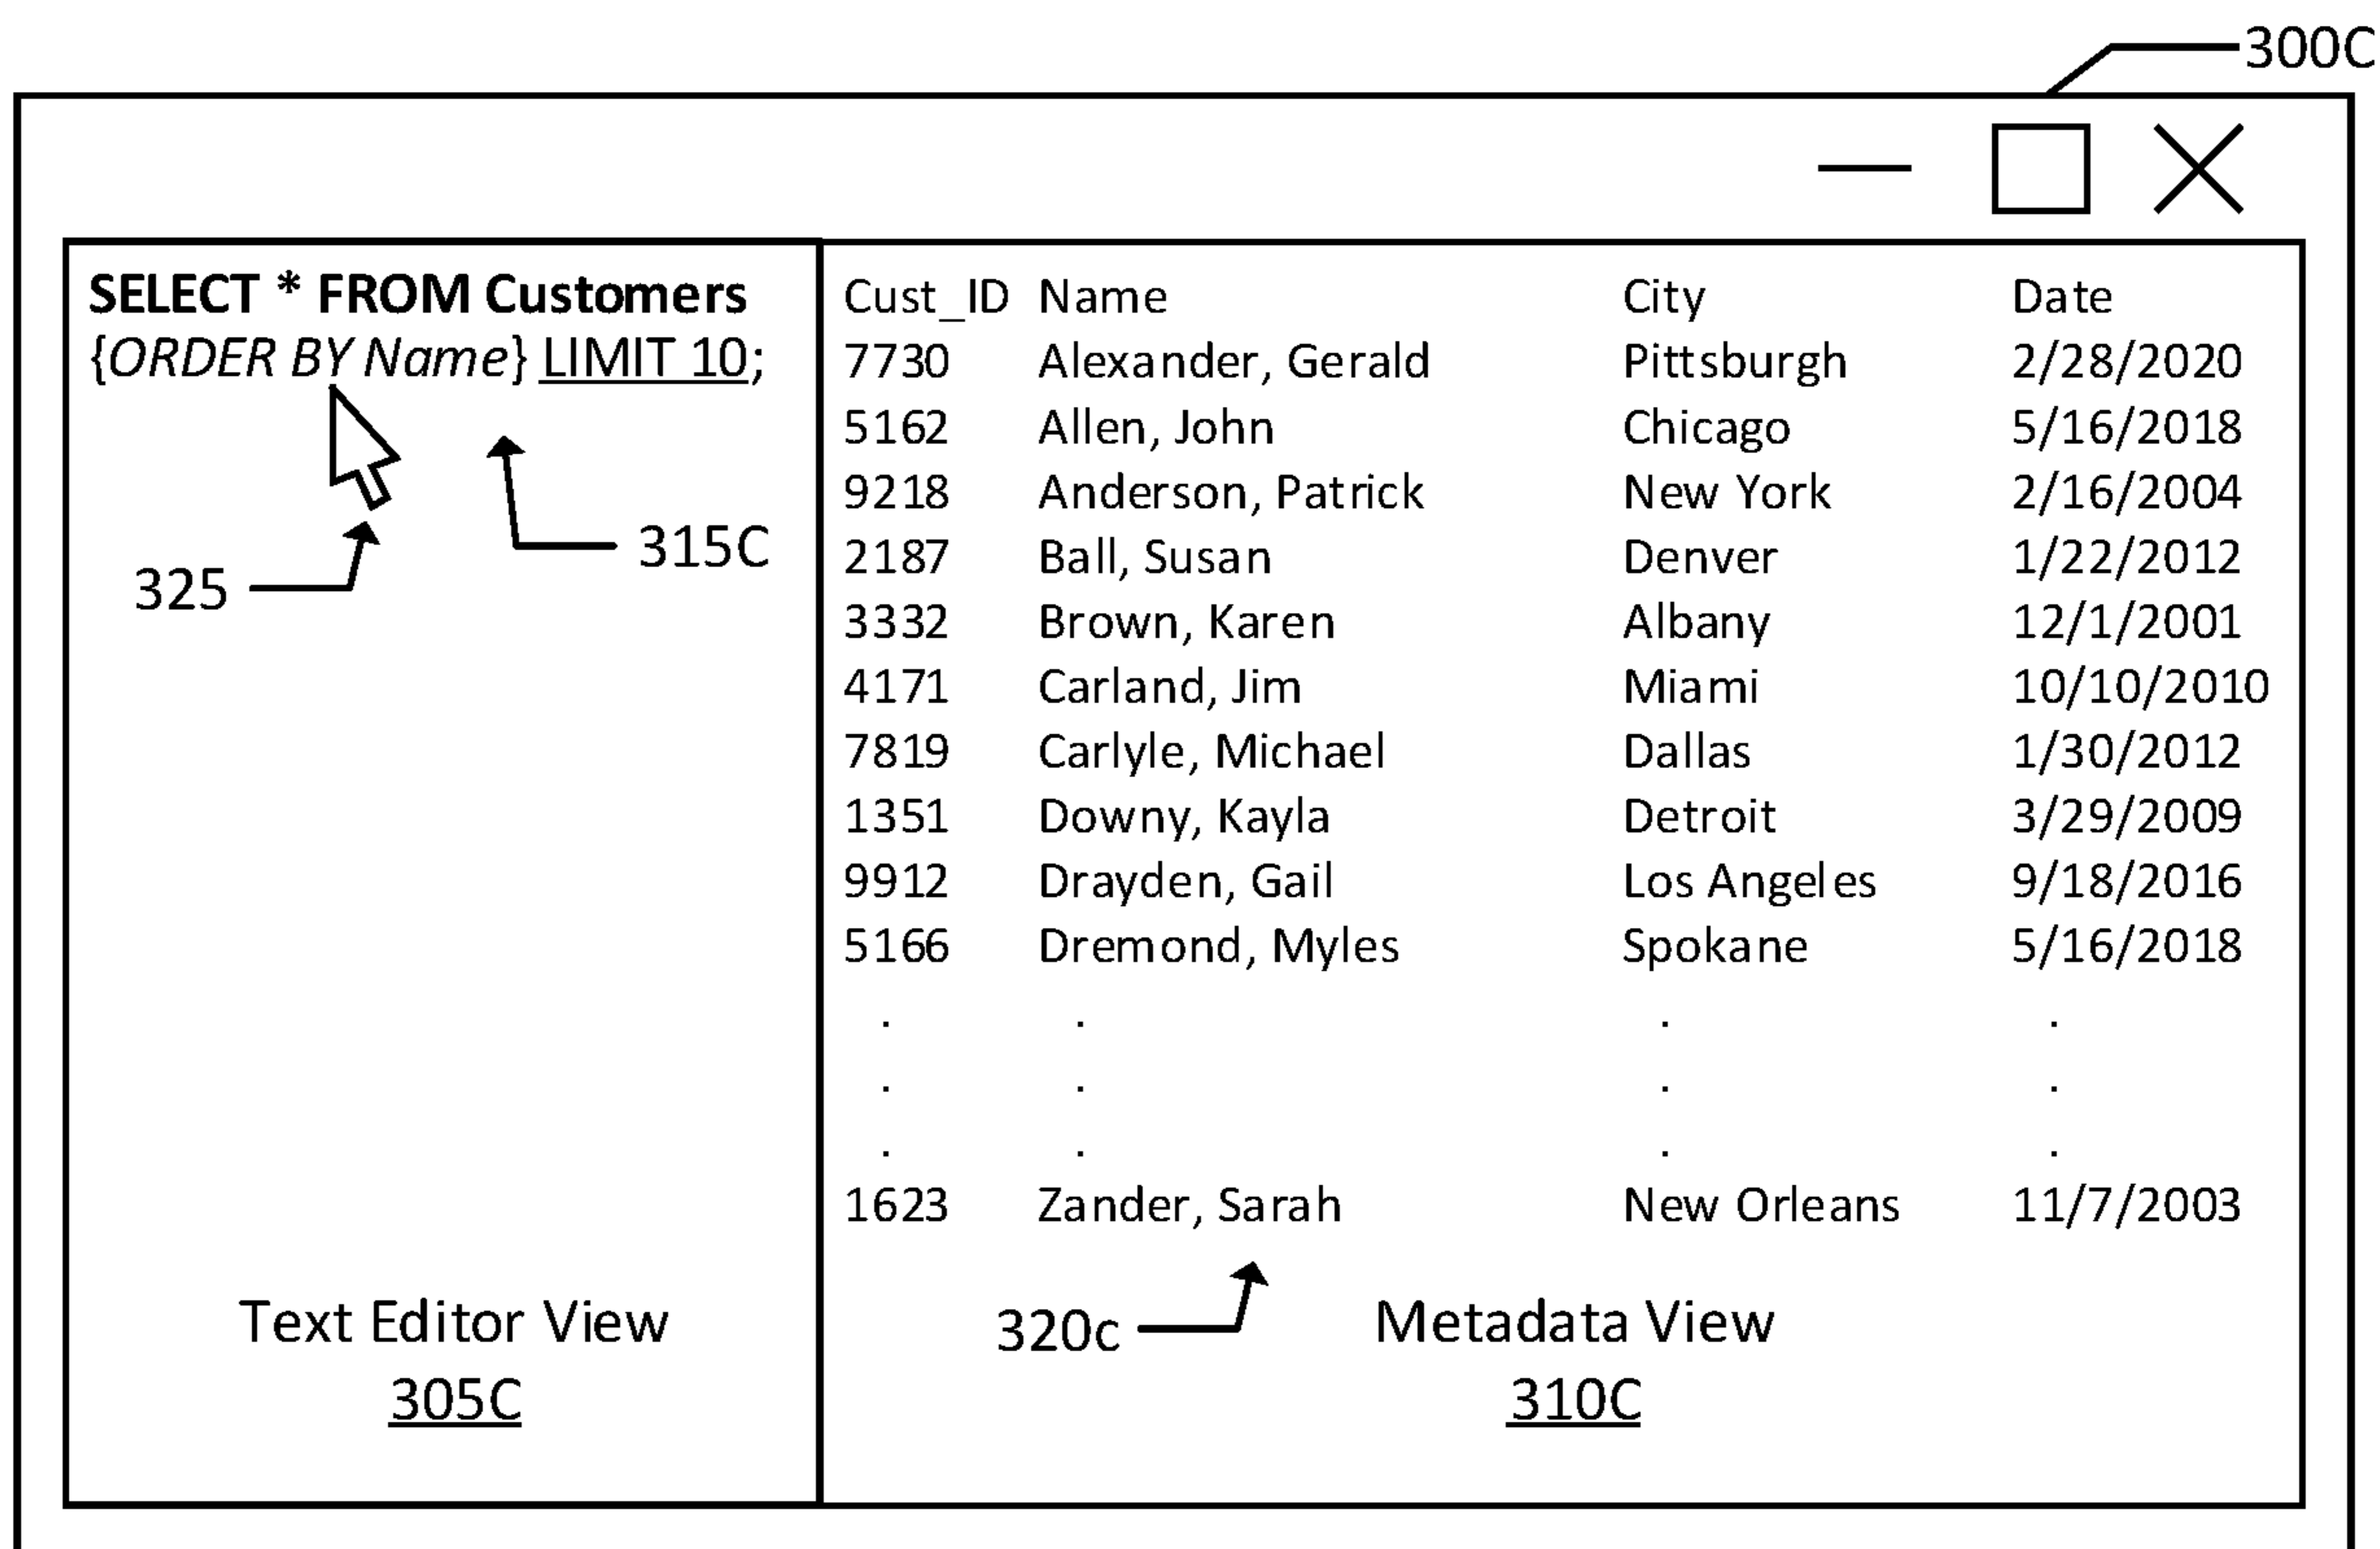 300C
SELECT * FROM Customers
{ORDER BY Name} LIMIT 10;
315C
325
Text Editor View
305C
Cust_ID Name City Date
7730 Alexander, Gerald Pittsburgh 2/28/2020
5162 Allen, John Chicago 5/16/2018
9218 Anderson, Patrick New York 2/16/2004
2187 Ball, Susan Denver 1/22/2012
3332 Brown, Karen Albany 12/1/2001
4171 Carland, Jim Miami 10/10/2010
7819 Carlyle, Michael Dallas 1/30/2012
1351 Downy, Kayla Detroit 3/29/2009
9912 Drayden, Gail Los Angeles 9/18/2016
5166 Dremond, Myles Spokane 5/16/2018
. . . .
. . . .
. . . .
1623 Zander, Sarah New Orleans 11/7/2003
320c
Metadata View
310C